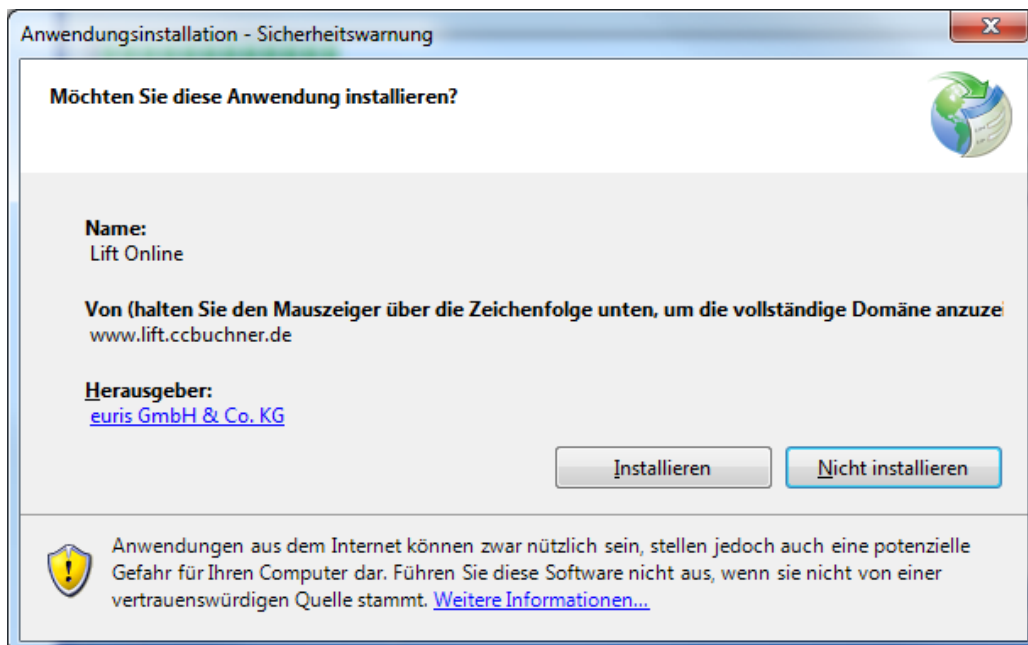 Anwendungsinstallation - Sicherheitswarnung
Möchten Sie diese Anwendung installieren?
Name:
Lift Online
Von (halten Sie den Mauszeiger über die Zeichenfolge unten, um die vollständige Domäne anzuzei
www.lift.ccbuchner.de
Herausgeber:
euris GmbH & Co. KG
Installieren
Nicht installieren
Anwendungen aus dem Internet können zwar nützlich sein, stellen jedoch auch eine potenzielle
Gefahr für Ihren Computer dar. Führen Sie diese Software nicht aus, wenn sie nicht von einer
vertrauenswürdigen Quelle stammt. Weitere Informationen...